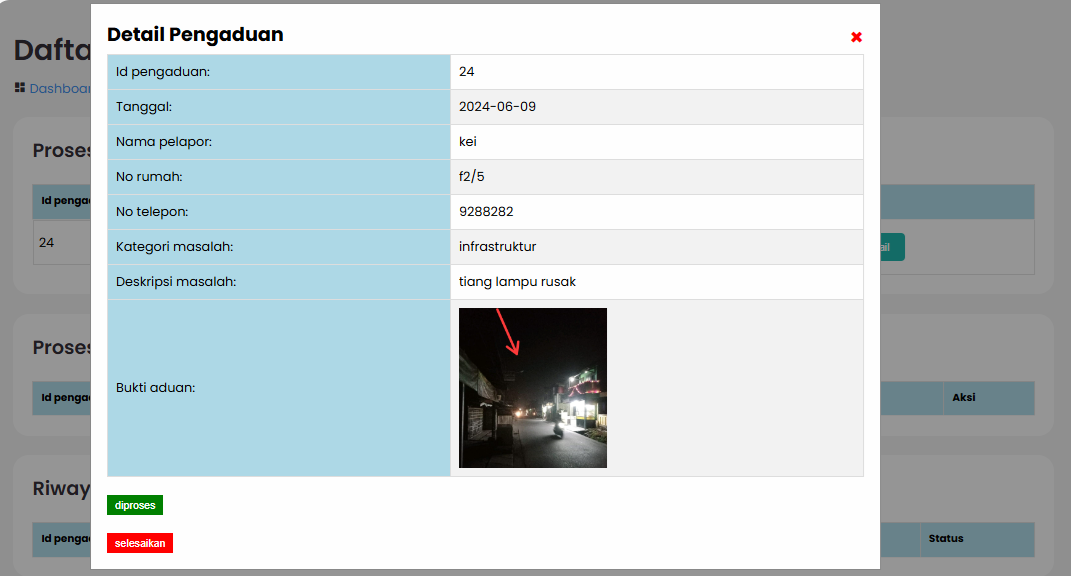 Detail Pengaduan
Id pengaduan: 24
Tanggal: 2024-06-09
Nama pelapor: kei
No rumah: f2/5
No telepon: 9288282
Kategori masalah: infrastruktur
Deskripsi masalah: tiang lampu rusak
Bukti aduan:
diproses
selesaikan
Dafta
Dashboar
Proses
Id penga
24
ail
Proses
Id penga
Aksi
Riway
Id penga
Status